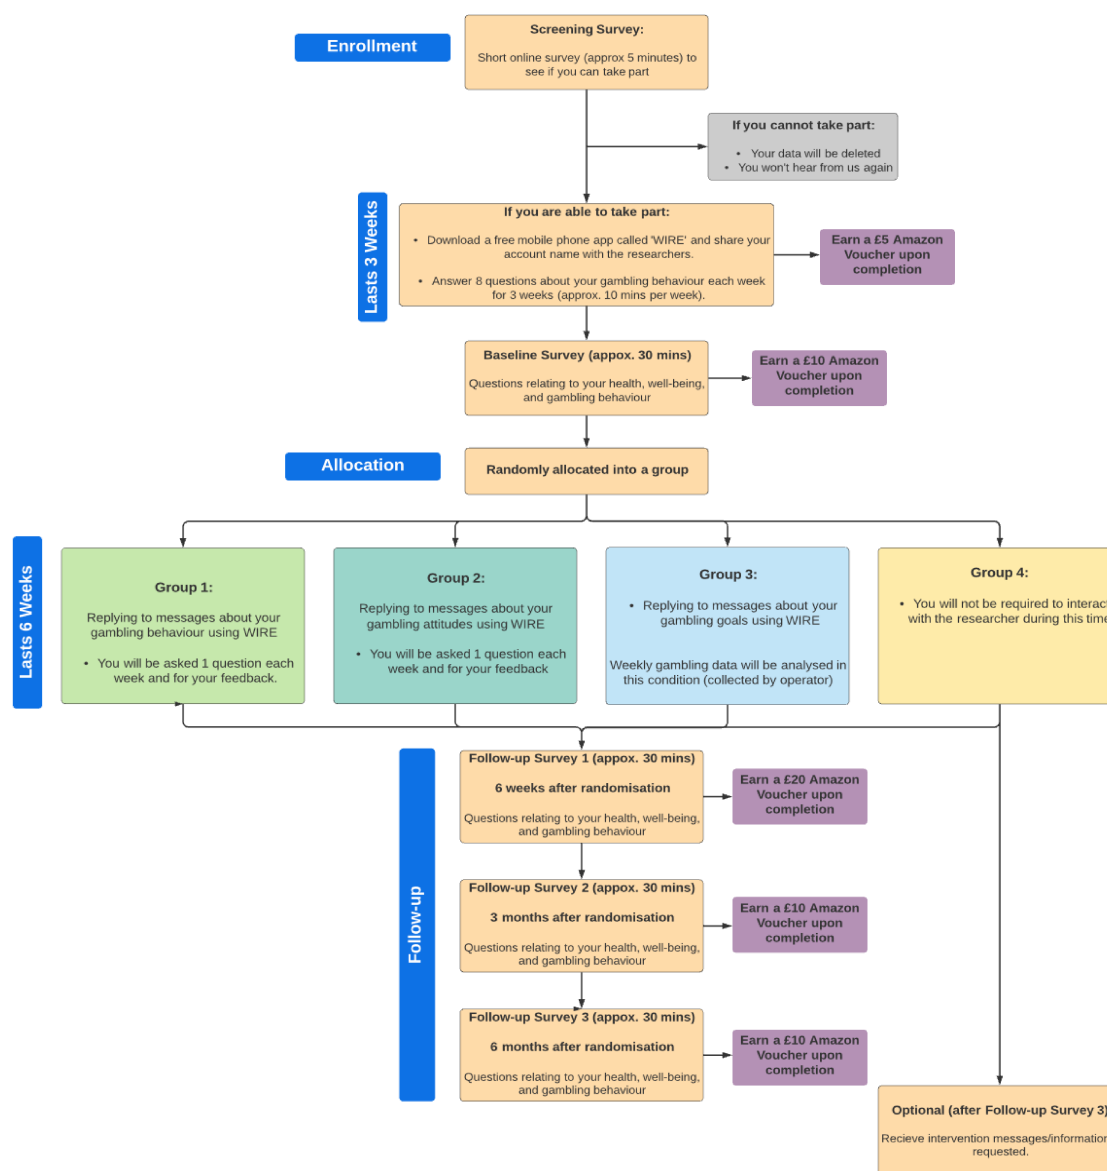 Enrollment
Screening Survey:
Short online survey (approx 5 minutes) to
see if you can take part
If you cannot take part:
• Your data will be deleted
• You won't hear from us again
Lasts 3 Weeks
If you are able to take part:
• Download a free mobile phone app called 'WIRE' and share your
account name with the researchers.
• Answer 8 questions about your gambling behaviour each week
for 3 weeks (approx. 10 mins per week).
Earn a £5 Amazon
Voucher upon
completion
Baseline Survey (appox. 30 mins)
Questions relating to your health, well-being,
and gambling behaviour
Earn a £10 Amazon
Voucher upon
completion
Allocation
Randomly allocated into a group
Lasts 6 Weeks
Group 1:
Replying to messages about your
gambling behaviour using WIRE
• You will be asked 1 question each
week and for your feedback.
Group 2:
Replying to messages about your
gambling attitudes using WIRE
• You will be asked 1 question each
week and for your feedback
Group 3:
• Replying to messages about your
gambling goals using WIRE
Weekly gambling data will be analysed in
this condition (collected by operator)
Group 4:
• You will not be required to interact
with the researcher during this time
Follow-up
Follow-up Survey 1 (appox. 30 mins)
6 weeks after randomisation
Questions relating to your health, well-being,
and gambling behaviour
Earn a £20 Amazon
Voucher upon
completion
Follow-up Survey 2 (appox. 30 mins)
3 months after randomisation
Questions relating to your health, well-being,
and gambling behaviour
Earn a £10 Amazon
Voucher upon
completion
Follow-up Survey 3 (appox. 30 mins)
6 months after randomisation
Questions relating to your health, well-being,
and gambling behaviour
Earn a £10 Amazon
Voucher upon
completion
Optional (after Follow-up Survey 3)
Recieve intervention messages/information
requested.